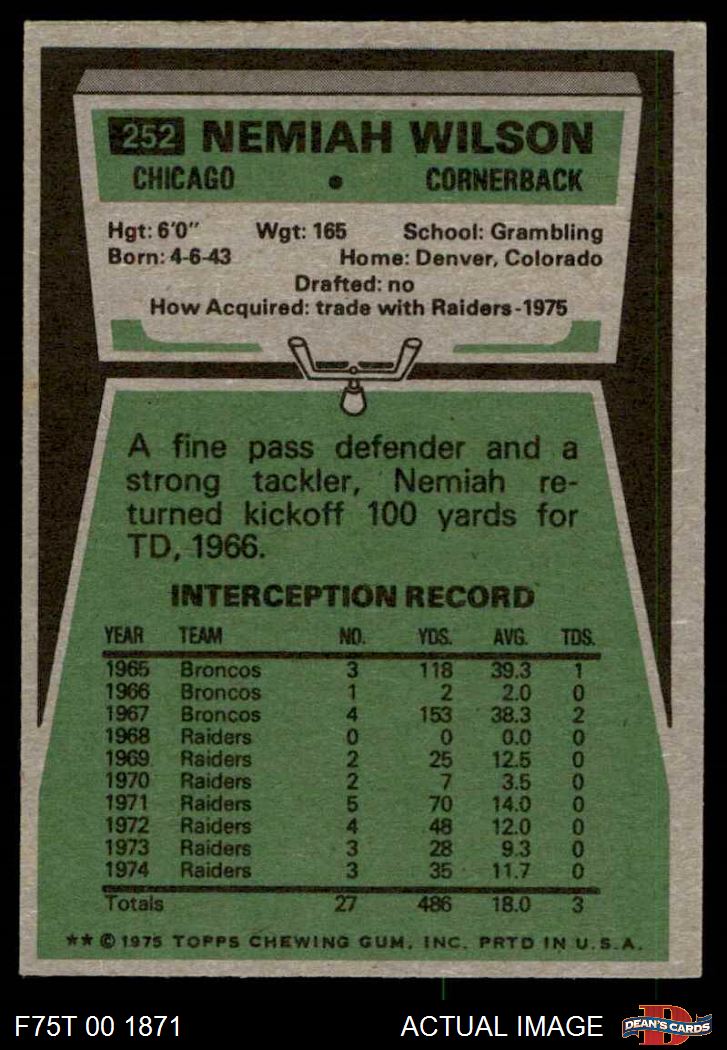 252 NEMIAH WILSON
CHICAGO • CORNERBACK
Hgt: 6'0" Wgt: 165 School: Grambling
Born: 4-6-43 Home: Denver, Colorado
Drafted: no
How Acquired: trade with Raiders-1975
A fine pass defender and a
strong tackler, Nemiah re-
turned kickoff 100 yards for
TD, 1966.
INTERCEPTION RECORD
YEAR TEAM NO. YDS. AVG. TDS.
1965 Broncos 3 118 39.3 1
1966 Broncos 1 2 2.0 0
1967 Broncos 4 153 38.3 2
1968 Raiders 0 0 0.0 0
1969 Raiders 2 25 12.5 0
1970 Raiders 2 7 3.5 0
1971 Raiders 5 70 14.0 0
1972 Raiders 4 48 12.0 0
1973 Raiders 3 28 9.3 0
1974 Raiders 3 35 11.7 0
Totals 27 486 18.0 3
** © 1975 TOPPS CHEWING GUM, INC. PRTD IN U.S.A.
F75T 00 1871 ACTUAL IMAGE D DEAN'S CARDS